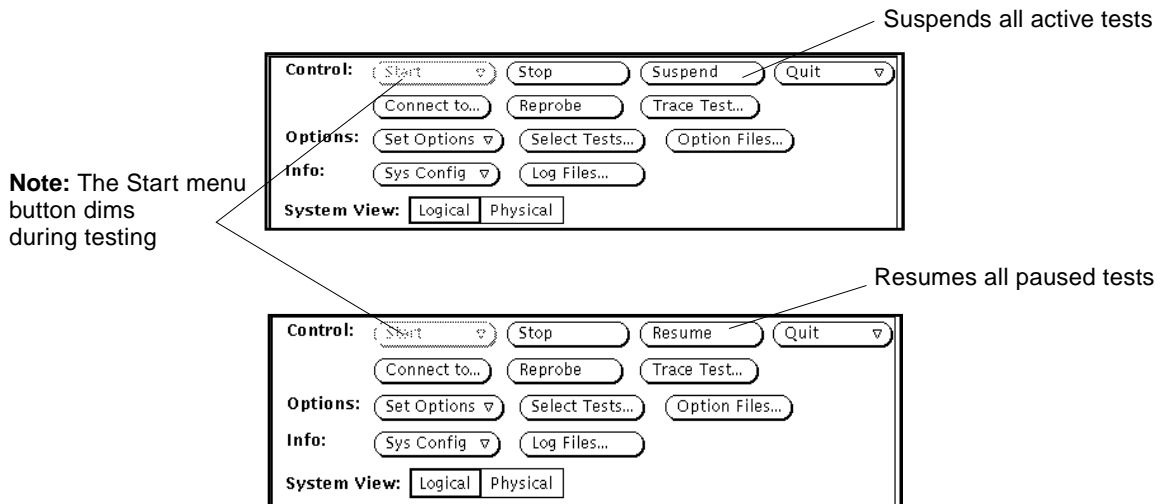 Suspends all active tests
Control: Start Stop Suspend Quit
Connect to... Reprobe Trace Test...
Options: Set Options Select Tests... Option Files...
Info: Sys Config Log Files...
System View: Logical Physical
Note: The Start menu
button dims
during testing
Resumes all paused tests
Control: Start Stop Resume Quit
Connect to... Reprobe Trace Test...
Options: Set Options Select Tests... Option Files...
Info: Sys Config Log Files...
System View: Logical Physical